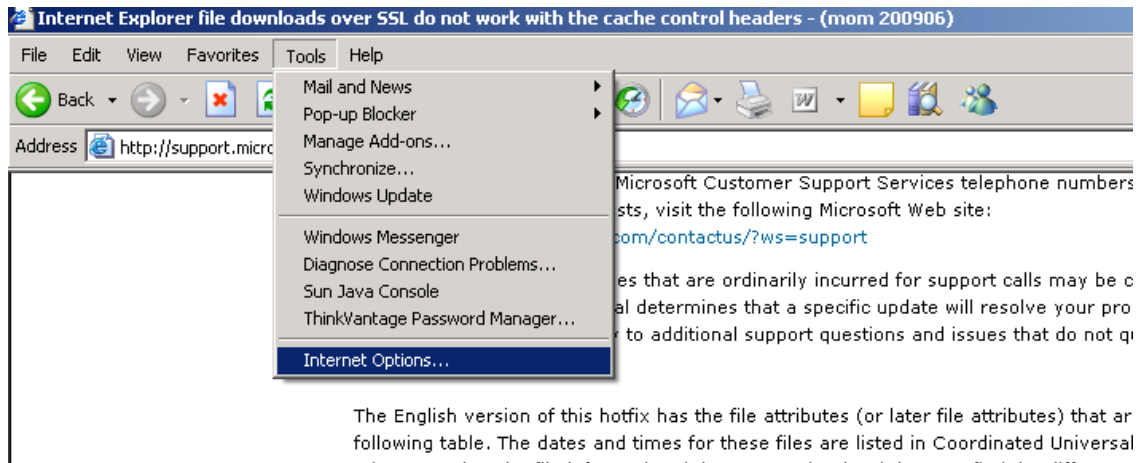 Internet Explorer file downloads over SSL do not work with the cache control headers - (mom 200906)
File Edit View Favorites Tools Help
Back
Address http://support.micro
Mail and News
Pop-up Blocker
Manage Add-ons...
Synchronize...
Windows Update
Windows Messenger
Diagnose Connection Problems...
Sun Java Console
ThinkVantage Password Manager...
Internet Options...
Microsoft Customer Support Services telephone numbers
sts, visit the following Microsoft Web site:
com/contactus/?ws=support
es that are ordinarily incurred for support calls may be c
al determines that a specific update will resolve your pro
to additional support questions and issues that do not q
The English version of this hotfix has the file attributes (or later file attributes) that ar
following table. The dates and times for these files are listed in Coordinated Universal